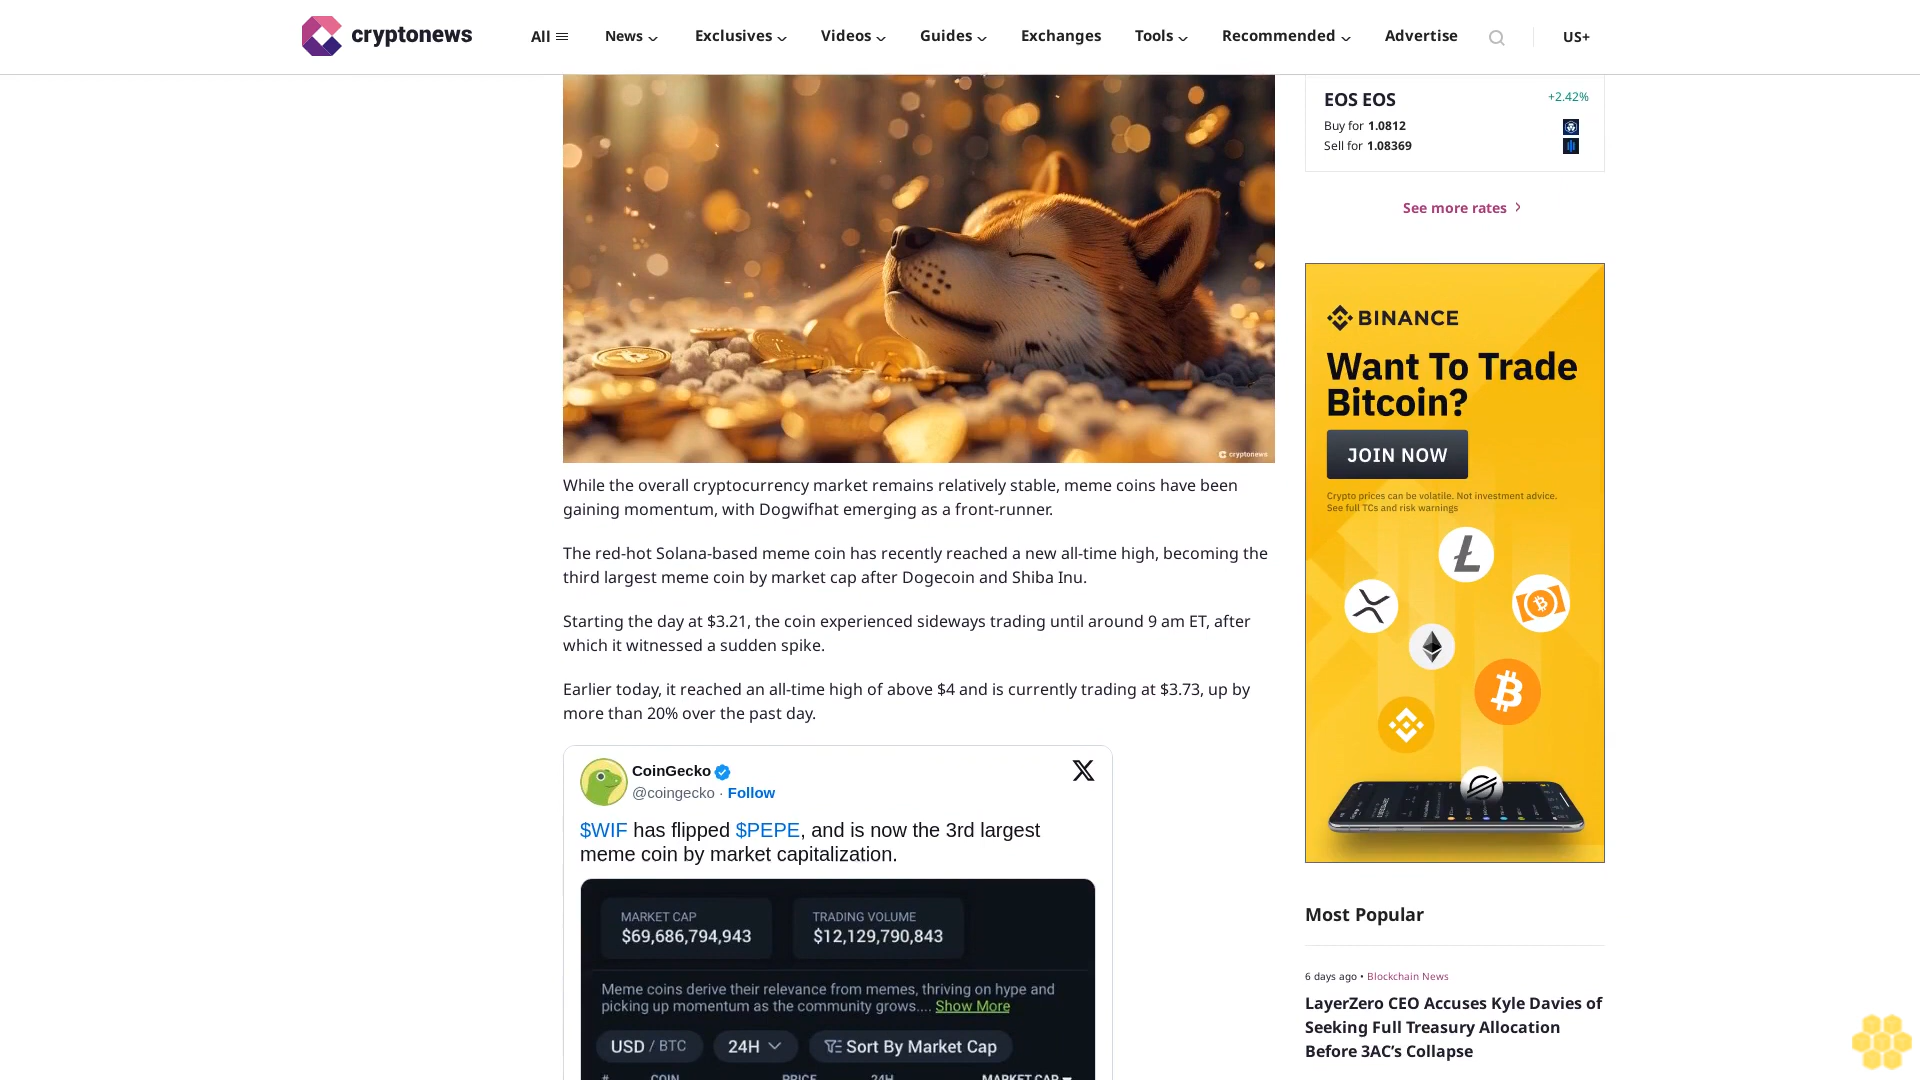 cryptonews
All
News
Exclusives
Videos
Guides
Exchanges
Tools
Recommended
Advertise
US+
cryptonews
While the overall cryptocurrency market remains relatively stable, meme coins have been
gaining momentum, with Dogwifhat emerging as a front-runner.
The red-hot Solana-based meme coin has recently reached a new all-time high, becoming the
third largest meme coin by market cap after Dogecoin and Shiba Inu.
Starting the day at $3.21, the coin experienced sideways trading until around 9 am ET, after
which it witnessed a sudden spike.
Earlier today, it reached an all-time high of above $4 and is currently trading at $3.73, up by
more than 20% over the past day.
CoinGecko
@coingecko · Follow
$WIF has flipped $PEPE, and is now the 3rd largest
meme coin by market capitalization.
MARKET CAP
$69,686,794,943
TRADING VOLUME
$12,129,790,843
Meme coins derive their relevance from memes, thriving on hype and
picking up momentum as the community grows.... Show More
USD / BTC
24H
Sort By Market Cap
# COIN PRICE 24H MARKET CAP
EOS EOS
+2.42%
Buy for 1.0812
Sell for 1.08369
See more rates
BINANCE
Want To Trade
Bitcoin?
JOIN NOW
Crypto prices can be volatile. Not investment advice.
See full TCs and risk warnings
Most Popular
6 days ago • Blockchain News
LayerZero CEO Accuses Kyle Davies of
Seeking Full Treasury Allocation
Before 3AC’s Collapse